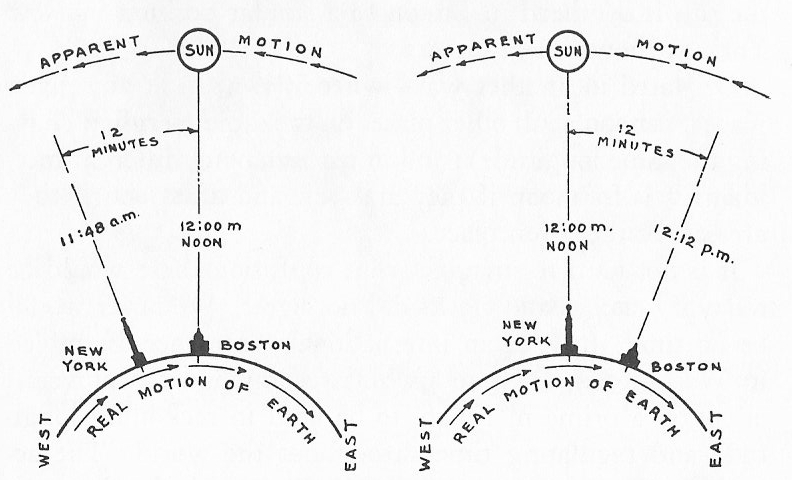 APPARENT SUN MOTION
12
MINUTES
11:48 a.m.
12:00 m
NOON
NEW
YORK
BOSTON
REAL MOTION OF EARTH
WEST
EAST
APPARENT SUN MOTION
12
MINUTES
12:00 m.
NOON
12:12 p.m.
NEW
YORK
BOSTON
REAL MOTION OF EARTH
WEST
EAST